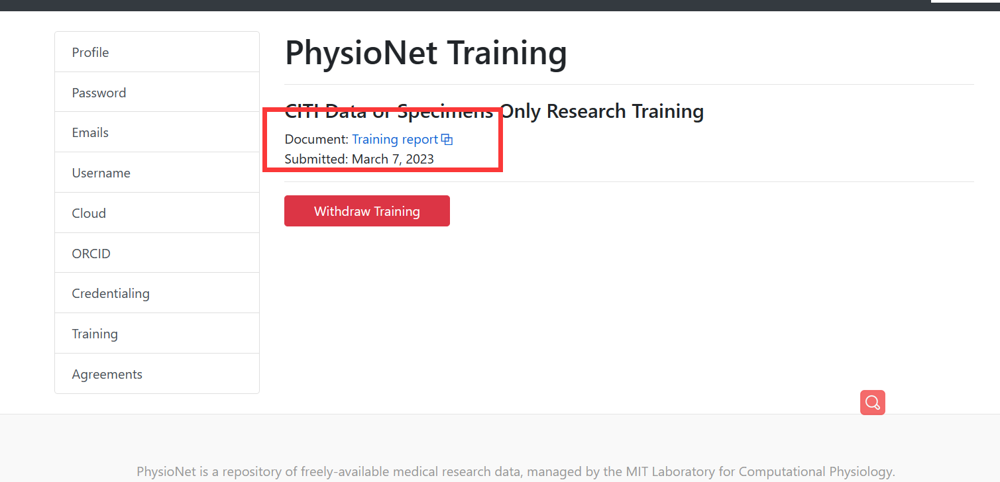 Profile
Password
Emails
Username
Cloud
ORCID
Credentialing
Training
Agreements
PhysioNet Training
CITI Data or Specimens Only Research Training
Document: Training report
Submitted: March 7, 2023
Withdraw Training
PhysioNet is a repository of freely-available medical research data, managed by the MIT Laboratory for Computational Physiology.